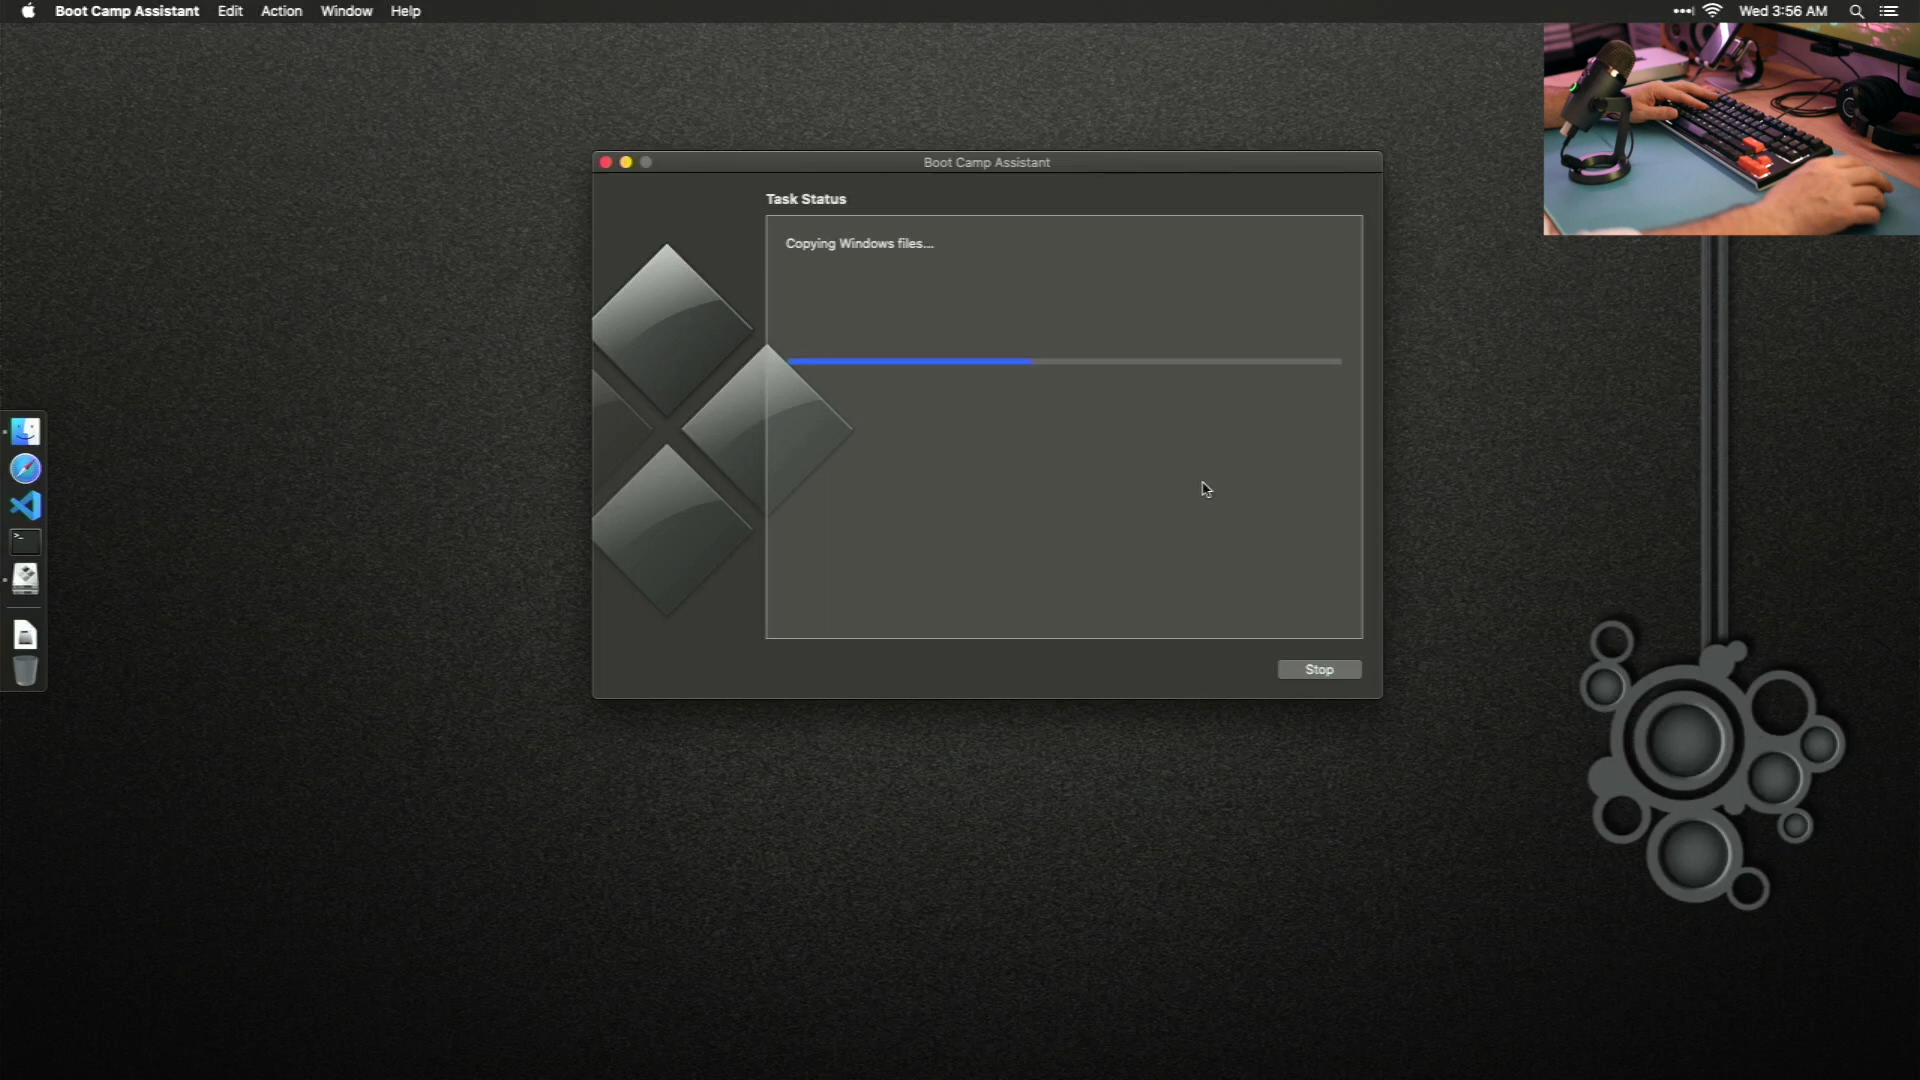 Boot Camp Assistant Edit Action Window Help
Wed 3:56 AM
Boot Camp Assistant
Task Status
Copying Windows files...
Stop